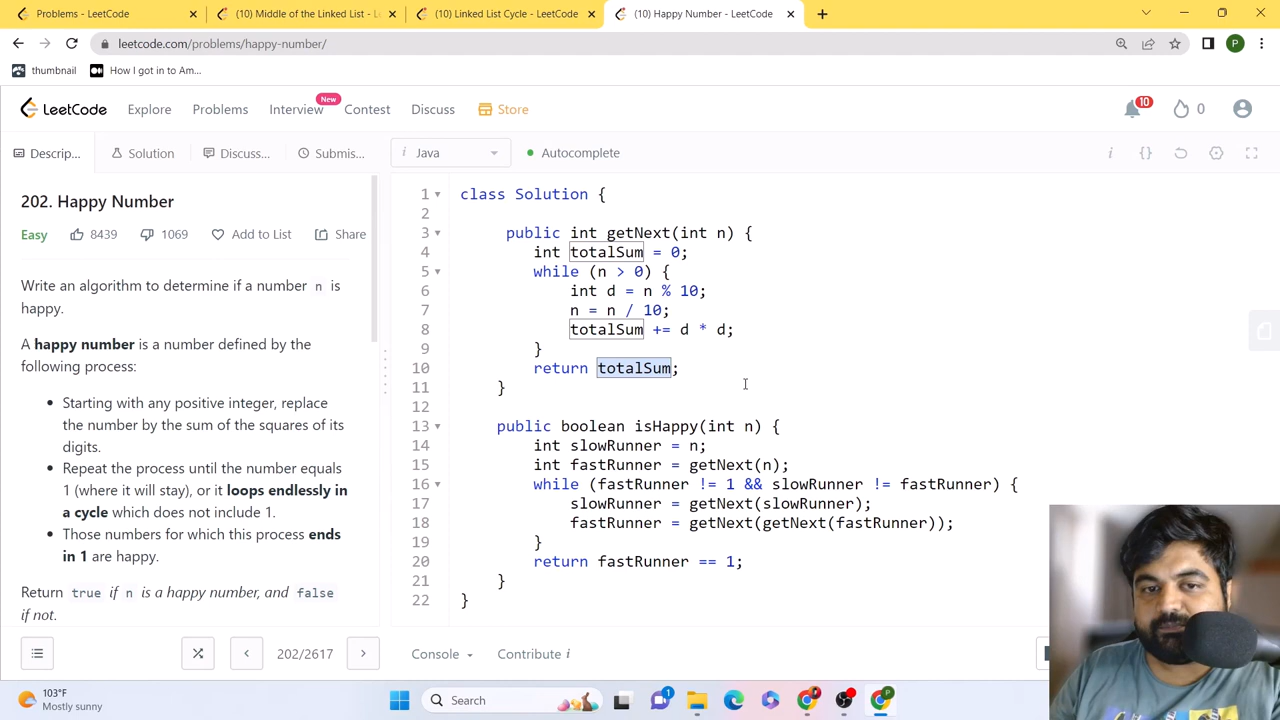 Problems - LeetCode
(10) Middle of the Linked List - L
(10) Linked List Cycle - LeetCode
(10) Happy Number - LeetCode
leetcode.com/problems/happy-number/
P
thumbnail
How I got in to Am...
LeetCode
Explore
Problems
Interview
New
Contest
Discuss
Store
10
0
Descrip...
Solution
Discuss...
Submis...
i Java
Autocomplete
i
{}
202. Happy Number
Easy
8439
1069
Add to List
Share
Write an algorithm to determine if a number n is
happy.
A happy number is a number defined by the
following process:
Starting with any positive integer, replace
the number by the sum of the squares of its
digits.
Repeat the process until the number equals
1 (where it will stay), or it loops endlessly in
a cycle which does not include 1.
Those numbers for which this process ends
in 1 are happy.
Return true if n is a happy number, and false
if not.
1 class Solution {
2
3 public int getNext(int n) {
4 int totalSum = 0;
5 while (n > 0) {
6 int d = n % 10;
7 n = n / 10;
8 totalSum += d * d;
9 }
10 return totalSum;
11 }
12
13 public boolean isHappy(int n) {
14 int slowRunner = n;
15 int fastRunner = getNext(n);
16 while (fastRunner != 1 && slowRunner != fastRunner) {
17 slowRunner = getNext(slowRunner);
18 fastRunner = getNext(getNext(fastRunner));
19 }
20 return fastRunner == 1;
21 }
22 }
202/2617
Console
Contribute i
103°F
Mostly sunny
Search
1